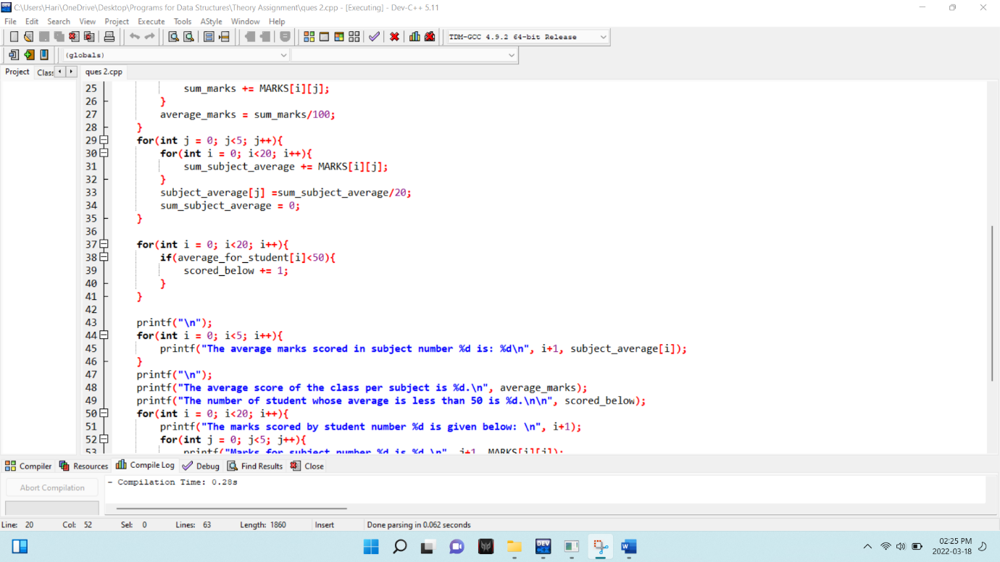 C:\Users\Hari\OneDrive\Desktop\Programs for Data Structures\Theory Assignment\ques 2.cpp - [Executing] - Dev-C++ 5.11
File Edit Search View Project Execute Tools AStyle Window Help
TDM-GCC 4.9.2 64-bit Release
(globals)
Project Clas ques 2.cpp
25 sum_marks += MARKS[i][j];
26 }
27 average_marks = sum_marks/100;
28 }
29 for(int j = 0; j<5; j++){
30 for(int i = 0; i<20; i++){
31 sum_subject_average += MARKS[i][j];
32 }
33 subject_average[j] =sum_subject_average/20;
34 sum_subject_average = 0;
35 }
36
37 for(int i = 0; i<20; i++){
38 if(average_for_student[i]<50){
39 scored_below += 1;
40 }
41 }
42
43 printf("\n");
44 for(int i = 0; i<5; i++){
45 printf("The average marks scored in subject number %d is: %d\n", i+1, subject_average[i]);
46 }
47 printf("\n");
48 printf("The average score of the class per subject is %d.\n", average_marks);
49 printf("The number of student whose average is less than 50 is %d.\n\n", scored_below);
50 for(int i = 0; i<20; i++){
51 printf("The marks scored by student number %d is given below: \n", i+1);
52 for(int j = 0; j<5; j++){
53 printf("Marks for subject number %d is %d.\n", j+1, MARKS[i][j]);
Compiler Resources Compile Log Debug Find Results Close
Abort Compilation
- Compilation Time: 0.28s
Line: 20 Col: 52 Sel: 0 Lines: 63 Length: 1860 Insert Done parsing in 0.062 seconds
DEV
02:25 PM
2022-03-18